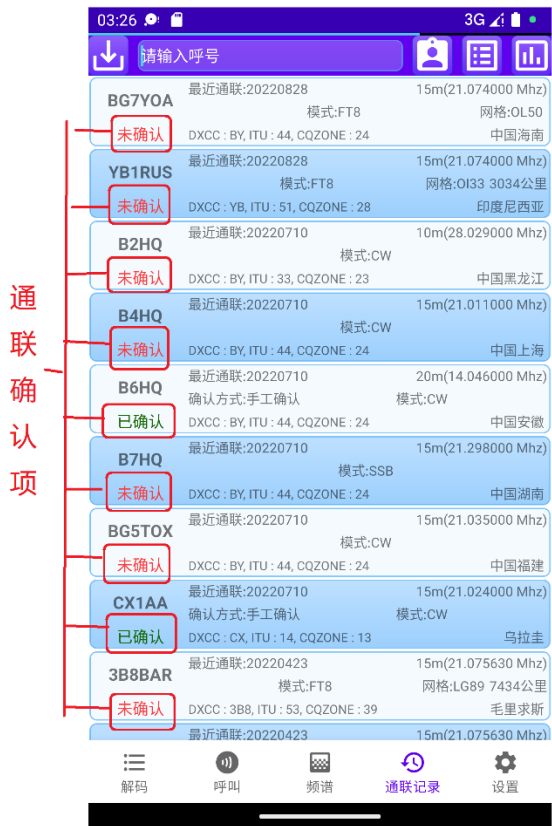 03:26
3G
请输入呼号
BG7YOA
最近通联:20220828
15m(21.074000 Mhz)
模式:FT8
网格:OL50
未确认
DXCC : BY, ITU : 44, CQZONE : 24
中国海南
YB1RUS
最近通联:20220828
15m(21.074000 Mhz)
模式:FT8
网格:OI33 3034公里
未确认
DXCC : YB, ITU : 51, CQZONE : 28
印度尼西亚
B2HQ
最近通联:20220710
10m(28.029000 Mhz)
模式:CW
未确认
DXCC : BY, ITU : 33, CQZONE : 23
中国黑龙江
B4HQ
最近通联:20220710
15m(21.011000 Mhz)
模式:CW
未确认
DXCC : BY, ITU : 44, CQZONE : 24
中国上海
B6HQ
最近通联:20220710
20m(14.046000 Mhz)
确认方式:手工确认
模式:CW
已确认
DXCC : BY, ITU : 44, CQZONE : 24
中国安徽
B7HQ
最近通联:20220710
15m(21.298000 Mhz)
模式:SSB
未确认
DXCC : BY, ITU : 44, CQZONE : 24
中国湖南
BG5TOX
最近通联:20220710
15m(21.035000 Mhz)
模式:CW
未确认
DXCC : BY, ITU : 44, CQZONE : 24
中国福建
CX1AA
最近通联:20220710
15m(21.024000 Mhz)
确认方式:手工确认
模式:CW
已确认
DXCC : CX, ITU : 14, CQZONE : 13
乌拉圭
3B8BAR
最近通联:20220423
15m(21.075630 Mhz)
模式:FT8
网格:LG89 7434公里
未确认
DXCC : 3B8, ITU : 53, CQZONE : 39
毛里求斯
最近通联:20220423
15m(21.075630 Mhz)
解码
呼叫
频谱
通联记录
设置
通联确认项